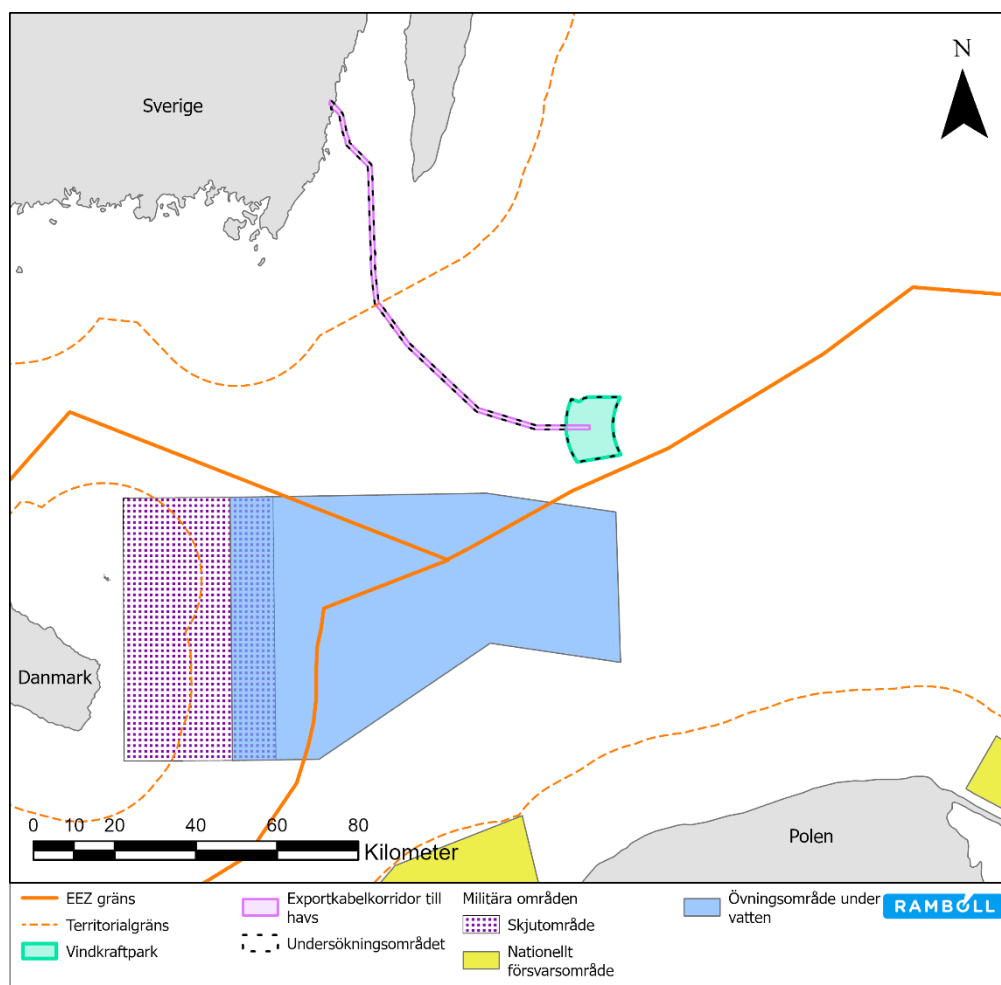 N
Sverige
Danmark
Polen
0 10 20 40 60 80
Kilometer
EEZ gräns
Territorialgräns
Vindkraftpark
Exportkabelkorridor till
havs
Undersökningsområdet
Militära områden
Skjutområde
Nationellt
försvarsområde
Övningsområde under
vatten
RAMBOLL